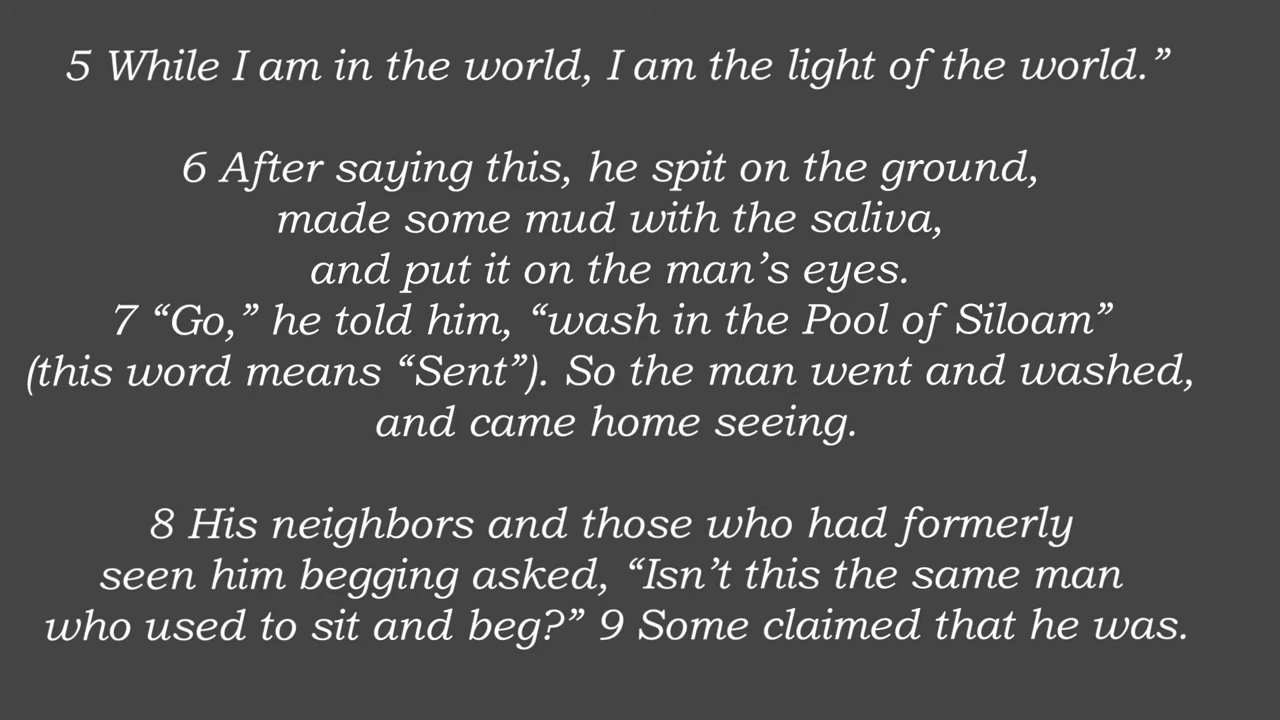 5 While I am in the world, I am the light of the world.”
6 After saying this, he spit on the ground,
made some mud with the saliva,
and put it on the man’s eyes.
7 “Go,” he told him, “wash in the Pool of Siloam”
(this word means “Sent”). So the man went and washed,
and came home seeing.
8 His neighbors and those who had formerly
seen him begging asked, “Isn’t this the same man
who used to sit and beg?” 9 Some claimed that he was.